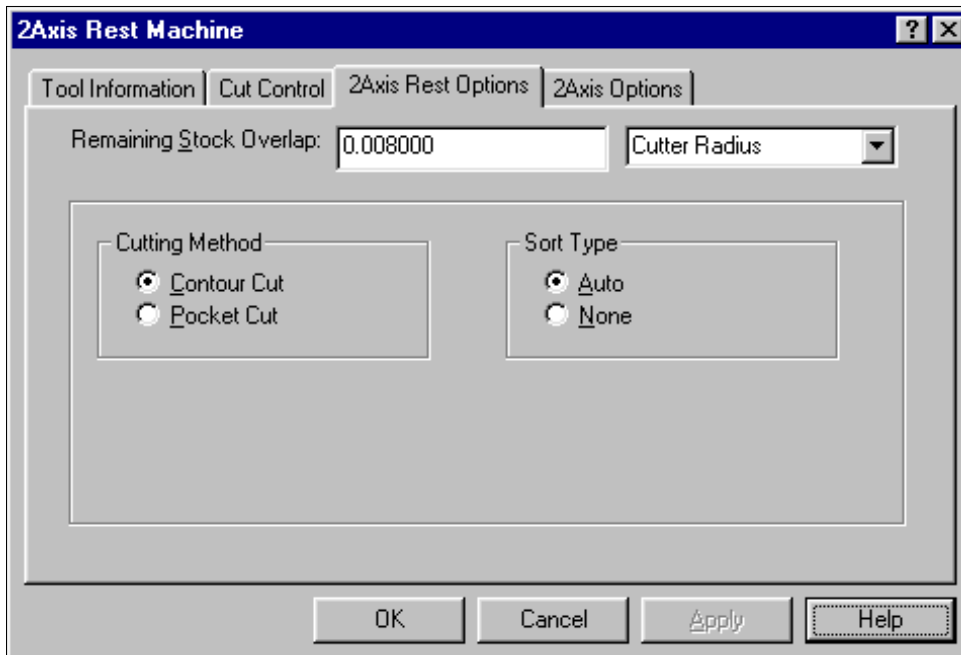 2Axis Rest Machine
Tool Information Cut Control 2Axis Rest Options 2Axis Options
Remaining Stock Overlap: 0.008000 Cutter Radius
Cutting Method
Contour Cut
Pocket Cut
Sort Type
Auto
None
OK Cancel Apply Help